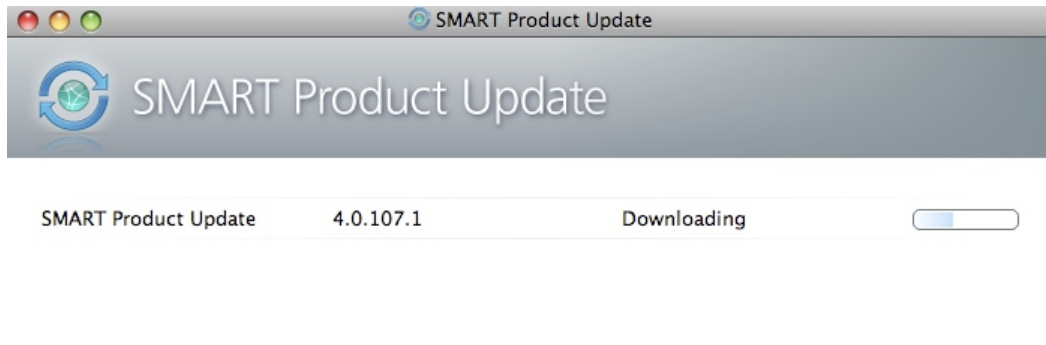 SMART Product Update
SMART Product Update
SMART Product Update 4.0.107.1 Downloading